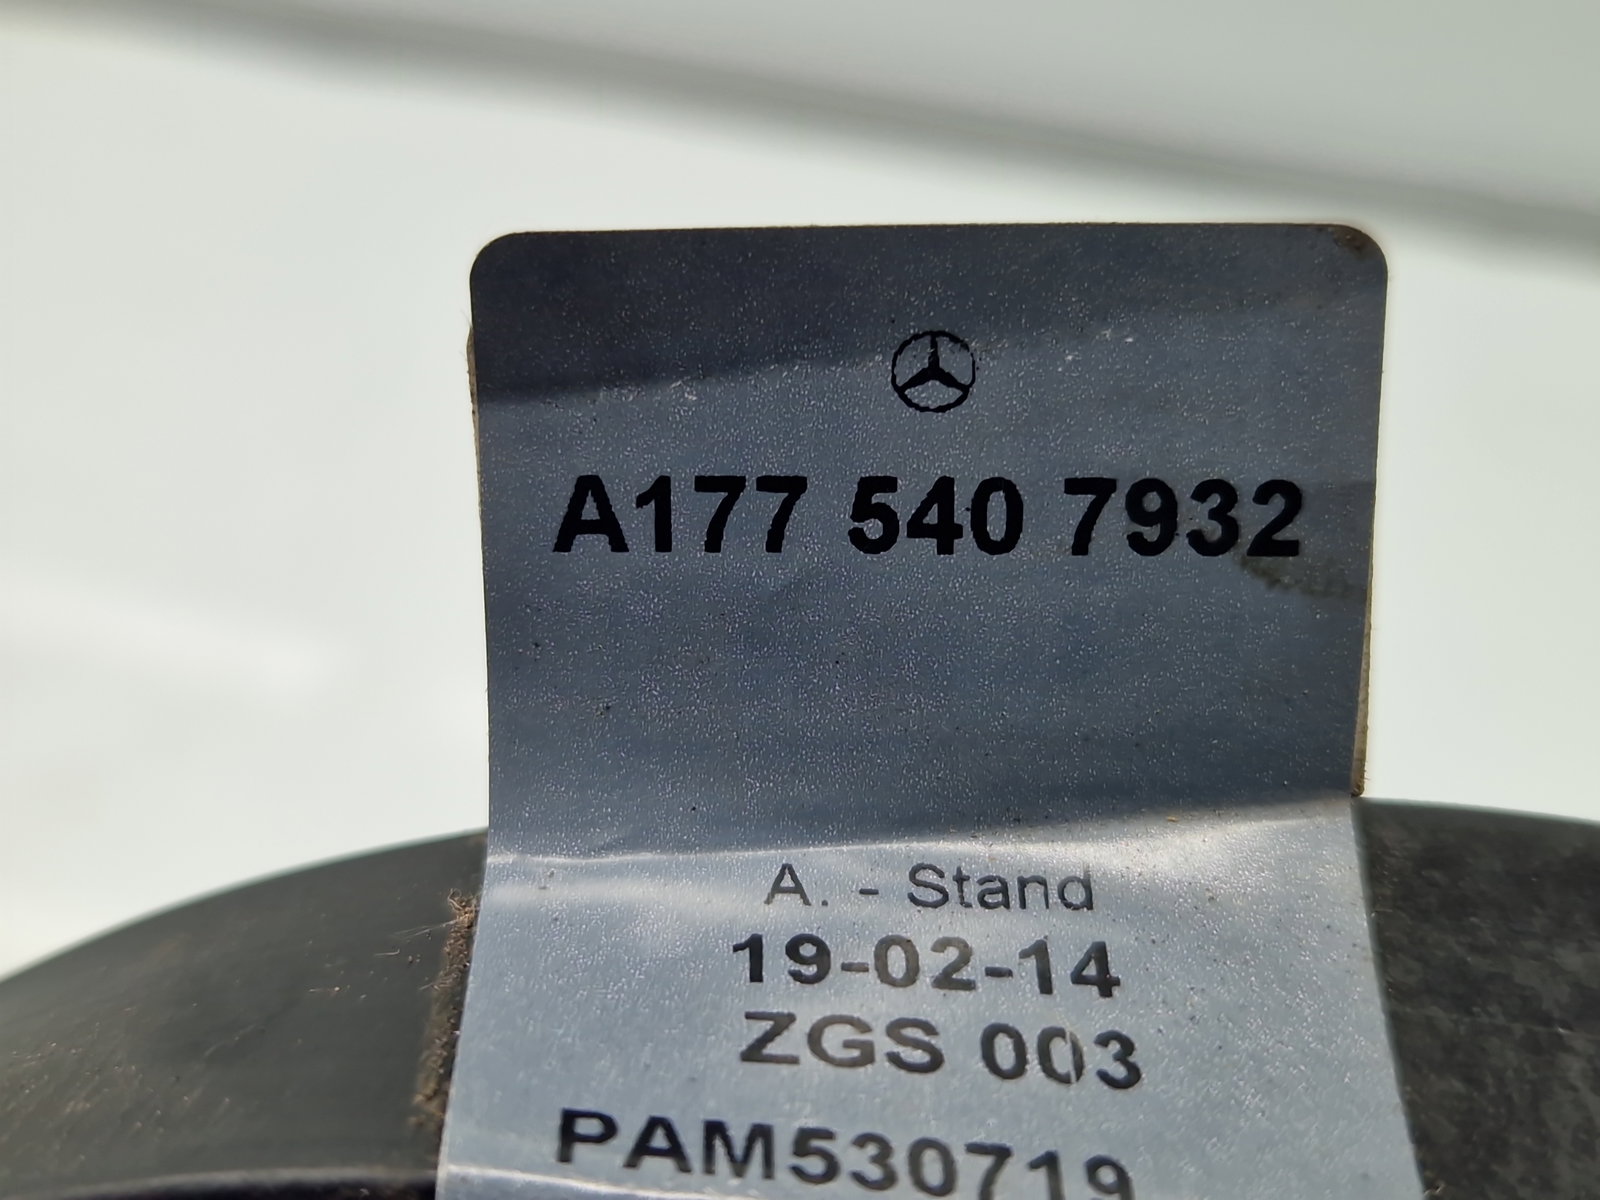 A177 540 7932
A. - Stand
19-02-14
ZGS 003
PAM530719